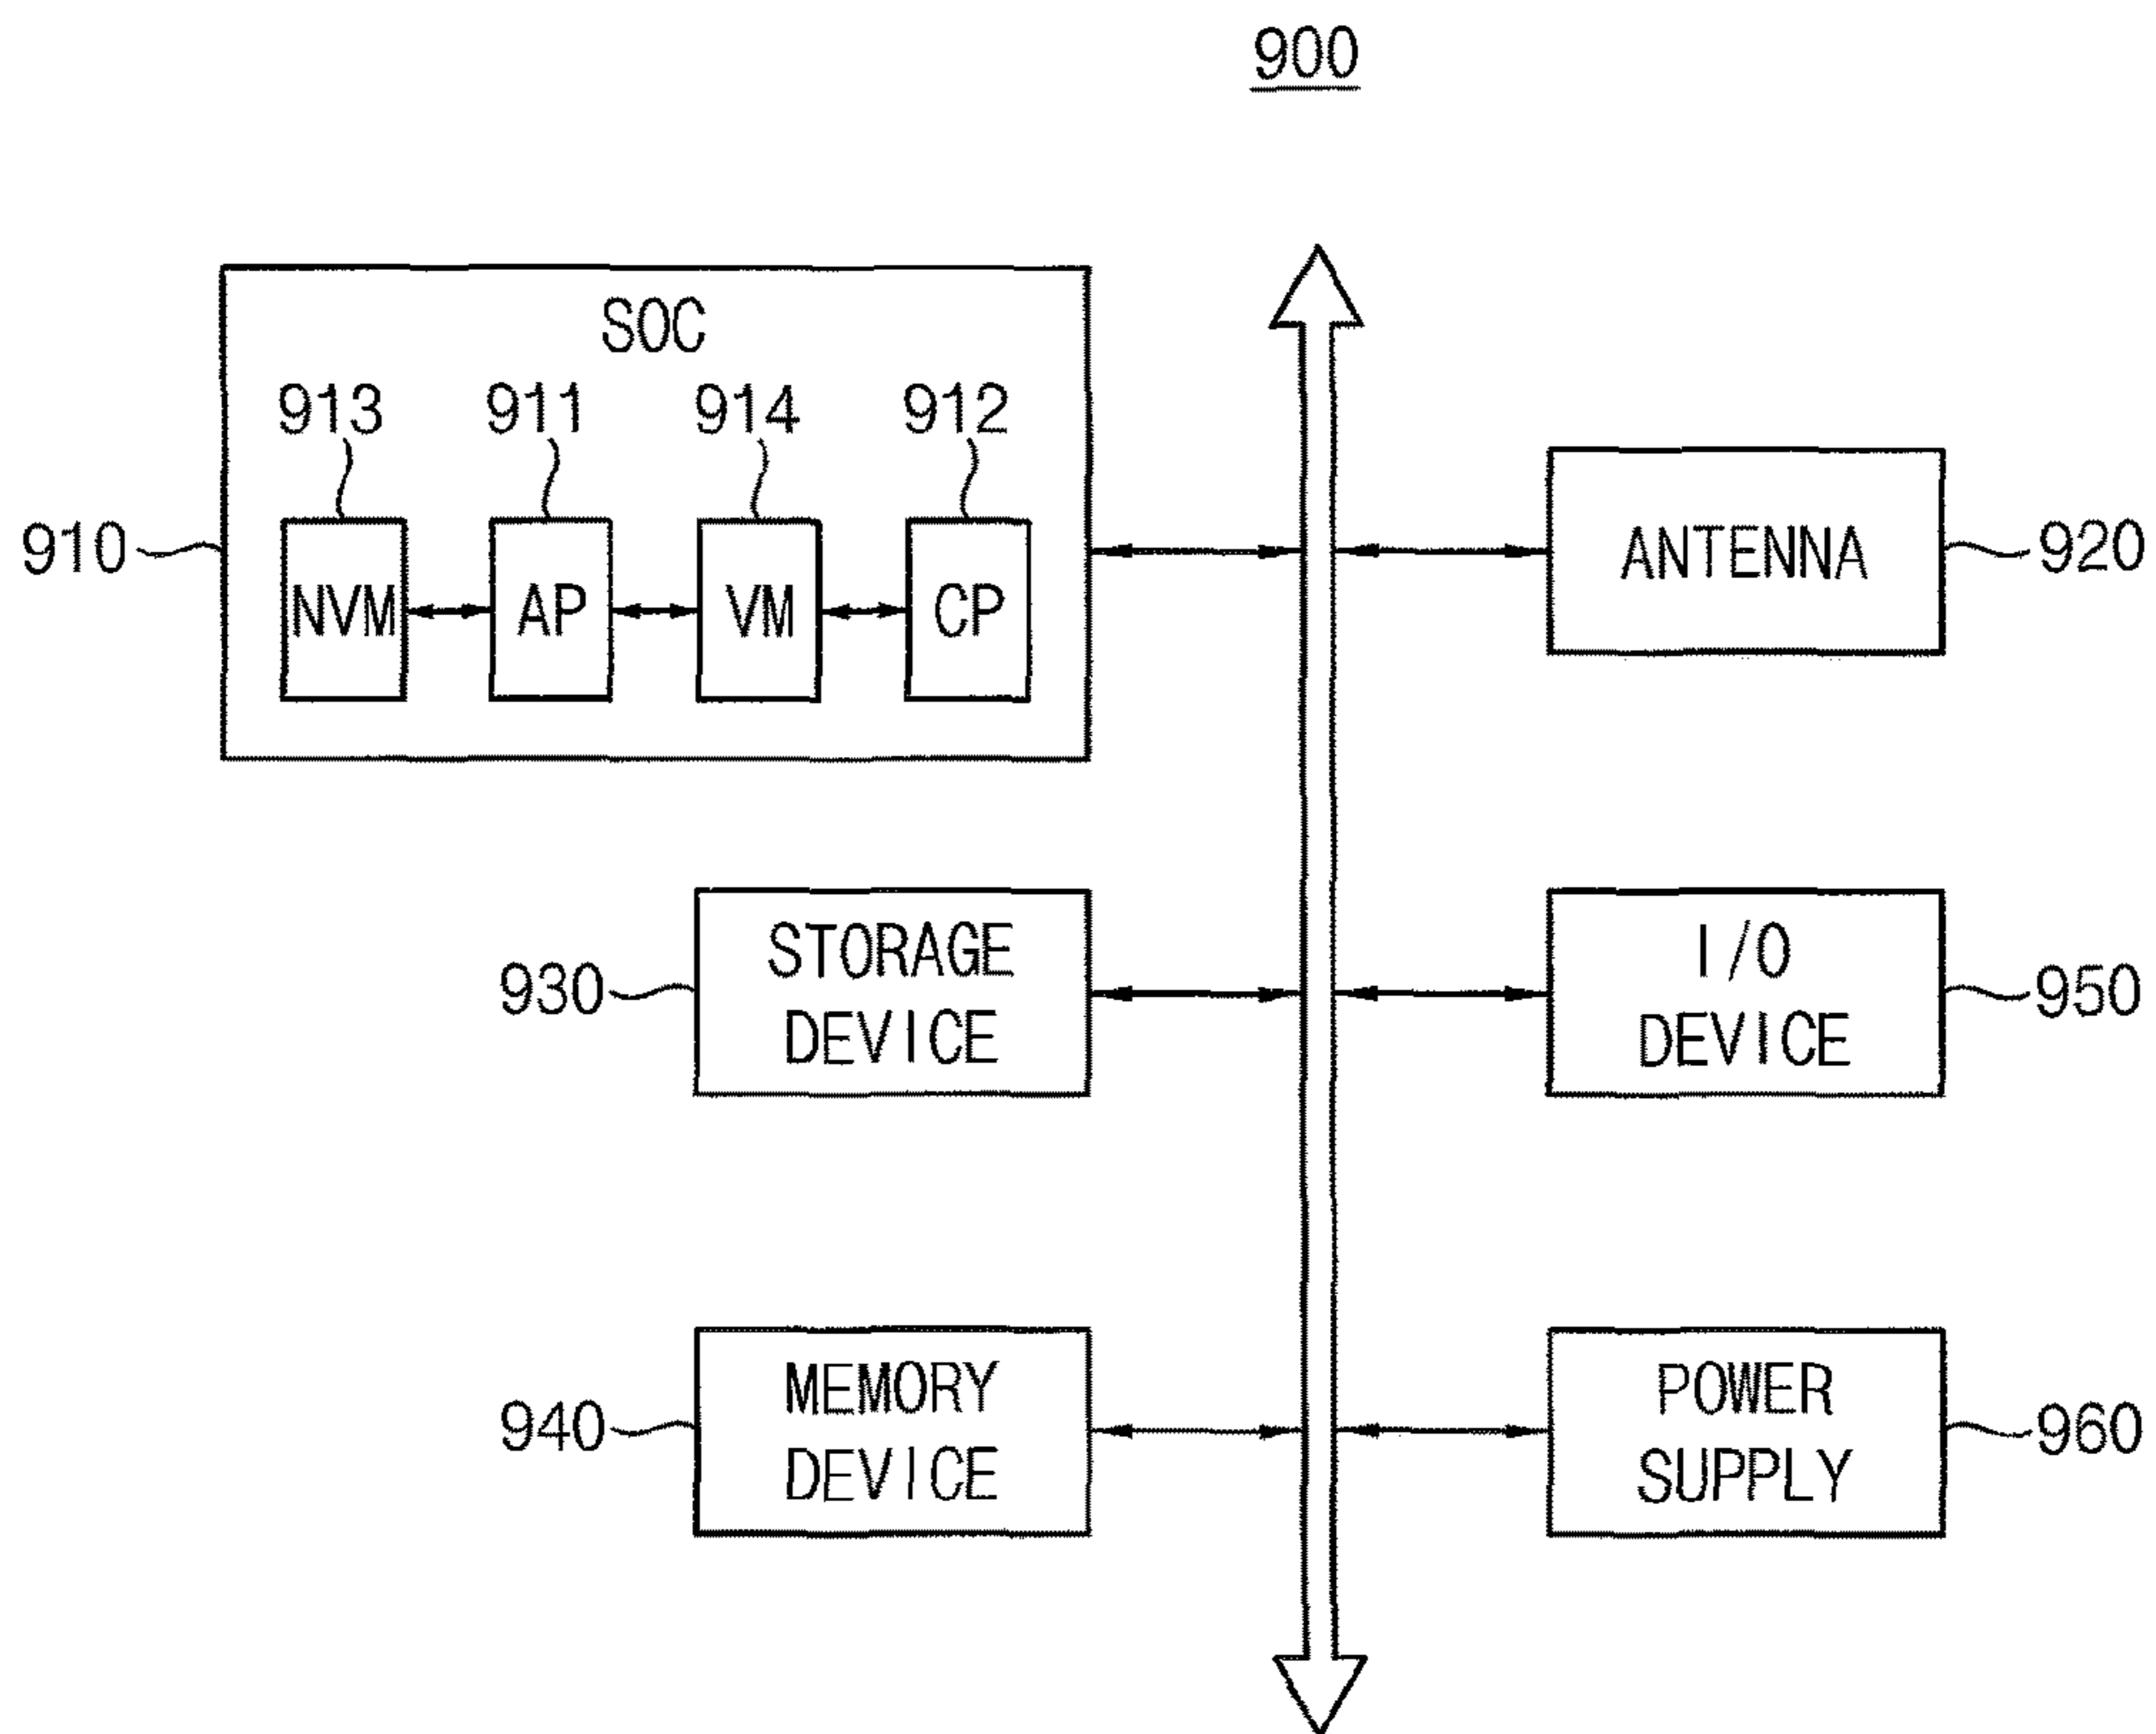 900
SOC
913 911 914 912
910
NVM AP VM CP
ANTENNA
920
930
STORAGE
DEVICE
I/O
DEVICE
950
940
MEMORY
DEVICE
POWER
SUPPLY
960